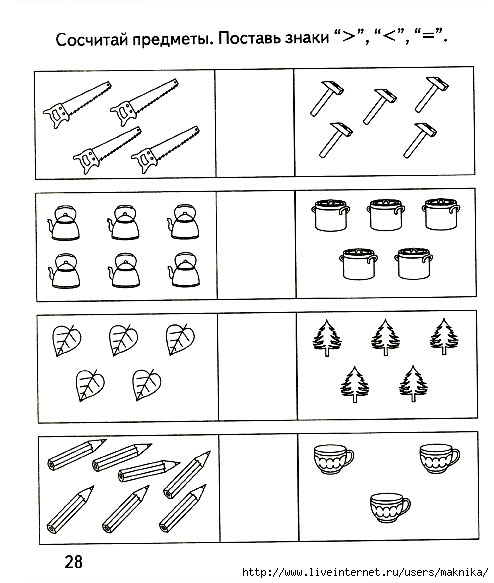 Сосчитай предметы. Поставь знаки “>”, “<”, “=”.
28
http://www.liveinternet.ru/users/maknika/